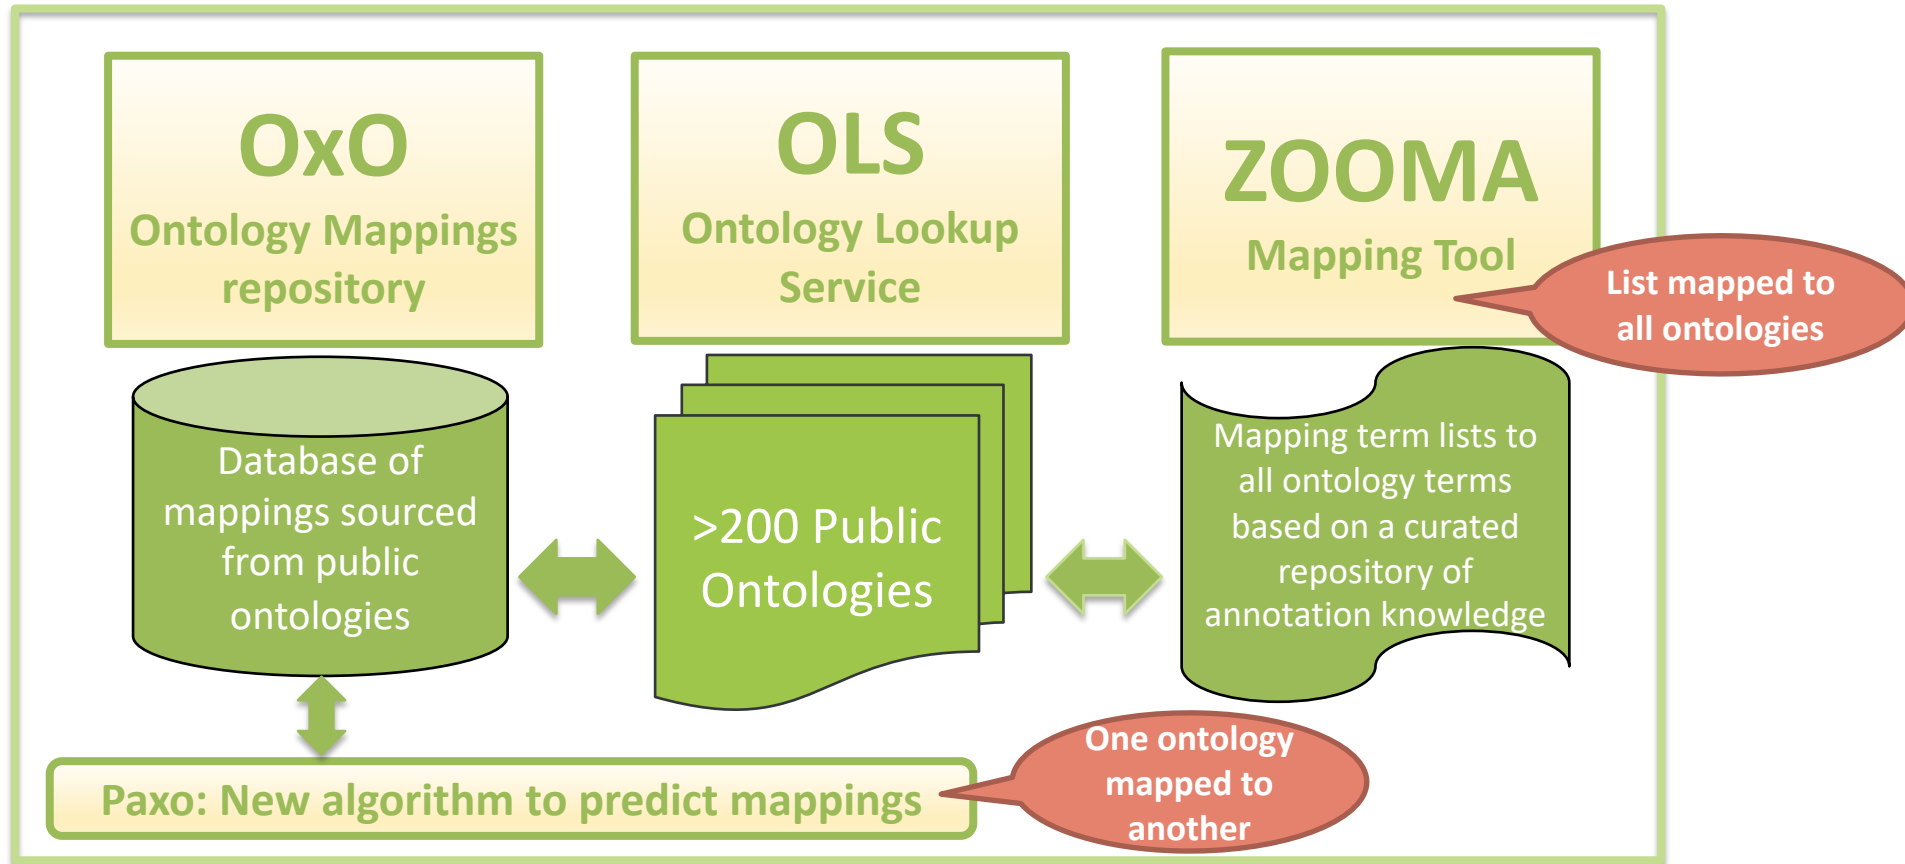 OxO
Ontology Mappings
repository
OLS
Ontology Lookup
Service
ZOOMA
Mapping Tool
List mapped to
all ontologies
Database of
mappings sourced
from public
ontologies
>200 Public
Ontologies
Mapping term lists to
all ontology terms
based on a curated
repository of
annotation knowledge
Paxo: New algorithm to predict mappings
One ontology
mapped to
another